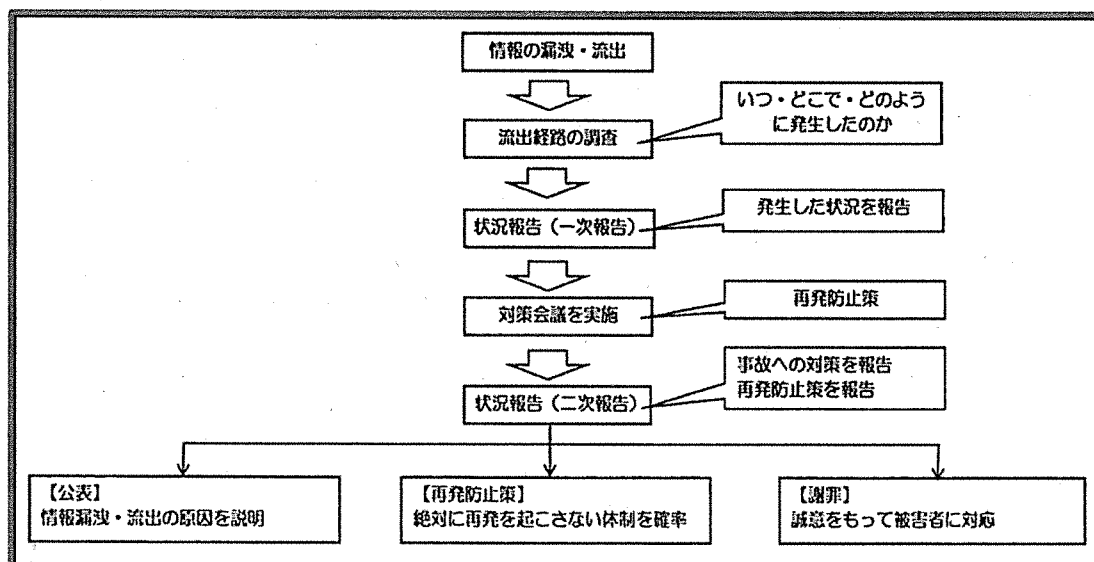 情報の漏洩・流出
いつ・どこで・どのよう
に発生したのか
流出経路の調査
発生した状況を報告
状況報告（一次報告）
再発防止策
対策会議を実施
事故への対策を報告
再発防止策を報告
状況報告（二次報告）
【公表】
情報漏洩・流出の原因を説明
【再発防止策】
絶対に再発を起こさない体制を確率
【謝罪】
誠意をもって被害者に対応